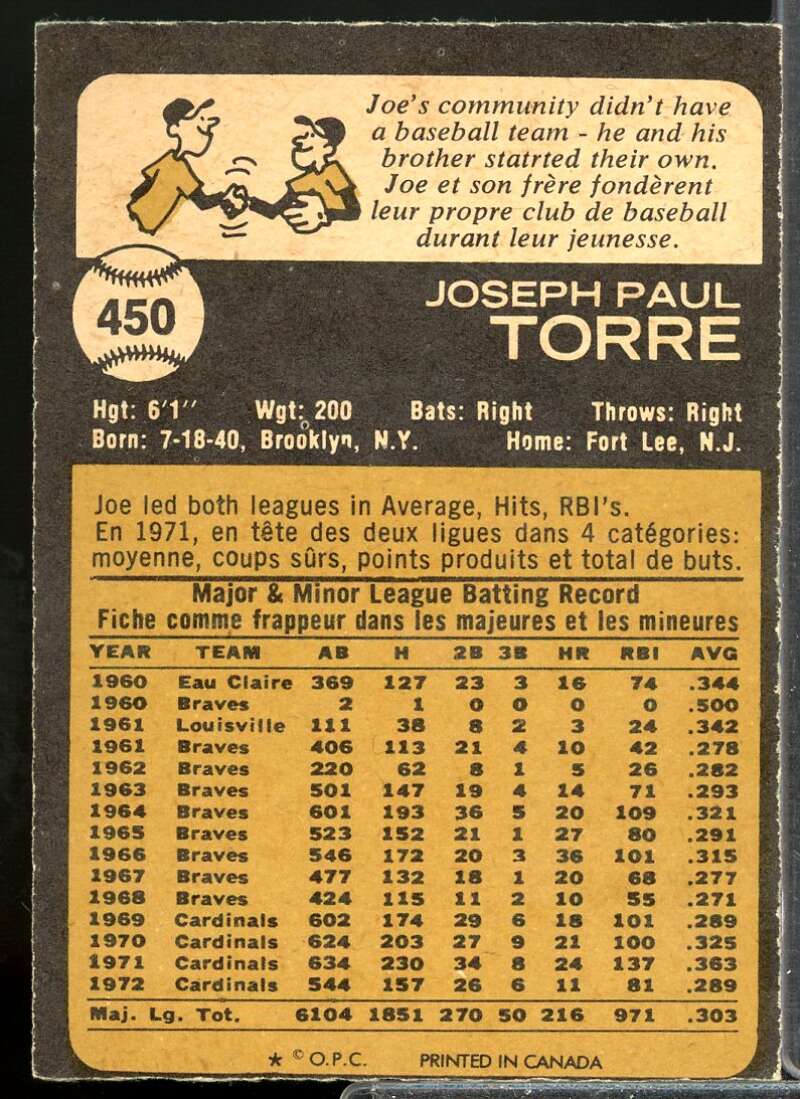 Joe's community didn't have
a baseball team - he and his
brother statrted their own.
Joe et son frère fondèrent
leur propre club de baseball
durant leur jeunesse.
450
JOSEPH PAUL
TORRE
Hgt: 6'1" Wgt: 200 Bats: Right Throws: Right
Born: 7-18-40, Brooklyn, N.Y. Home: Fort Lee, N.J.
Joe led both leagues in Average, Hits, RBI's.
En 1971, en tête des deux ligues dans 4 catégories:
moyenne, coups sûrs, points produits et total de buts.
Major & Minor League Batting Record
Fiche comme frappeur dans les majeures et les mineures
YEAR TEAM AB H 2B 3B HR RBI AVG
1960 Eau Claire 369 127 23 3 16 74 .344
1960 Braves 2 1 0 0 0 0 .500
1961 Louisville 111 38 8 2 3 24 .342
1961 Braves 406 113 21 4 10 42 .278
1962 Braves 220 62 8 1 5 26 .282
1963 Braves 501 147 19 4 14 71 .293
1964 Braves 601 193 36 5 20 109 .321
1965 Braves 523 152 21 1 27 80 .291
1966 Braves 546 172 20 3 36 101 .315
1967 Braves 477 132 18 1 20 68 .277
1968 Braves 424 115 11 2 10 55 .271
1969 Cardinals 602 174 29 6 18 101 .289
1970 Cardinals 624 203 27 9 21 100 .325
1971 Cardinals 634 230 34 8 24 137 .363
1972 Cardinals 544 157 26 6 11 81 .289
Maj. Lg. Tot. 6104 1851 270 50 216 971 .303
* © O.P.C. PRINTED IN CANADA